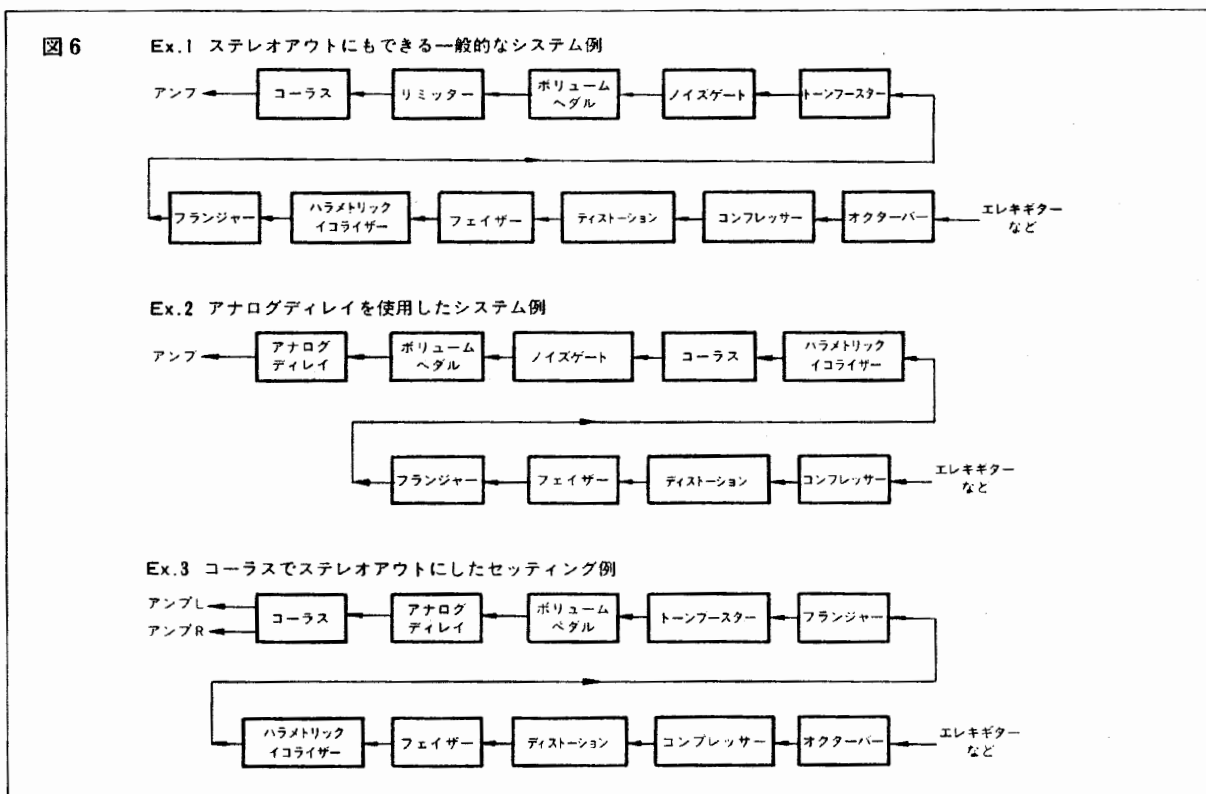 図6
Ex.1 ステレオアウトにもできる一般的なシステム例
アンフ
コーラス
リミッター
ボリューム
ヘダル
ノイズゲート
トーンフースター
フランジャー
ハラメトリック
イコライザー
フェイザー
ディストーション
コンフレッサー
オクターバー
エレキギター
など
Ex.2 アナログディレイを使用したシステム例
アンプ
アナログ
ディレイ
ボリューム
ヘダル
ノイズゲート
コーラス
ハラメトリック
イコライザー
フランジャー
フェイザー
ディストーション
コンフレッサー
エレキギター
なと
Ex.3 コーラスでステレオアウトにしたセッティング例
アンプL
アンプR
コーラス
アナログ
ディレイ
ボリューム
ペダル
トーンフースター
フランジャー
ハラメトリック
イコライザー
フェイザー
ディストーション
コンプレッサー
オクターバー
エレキギター
など